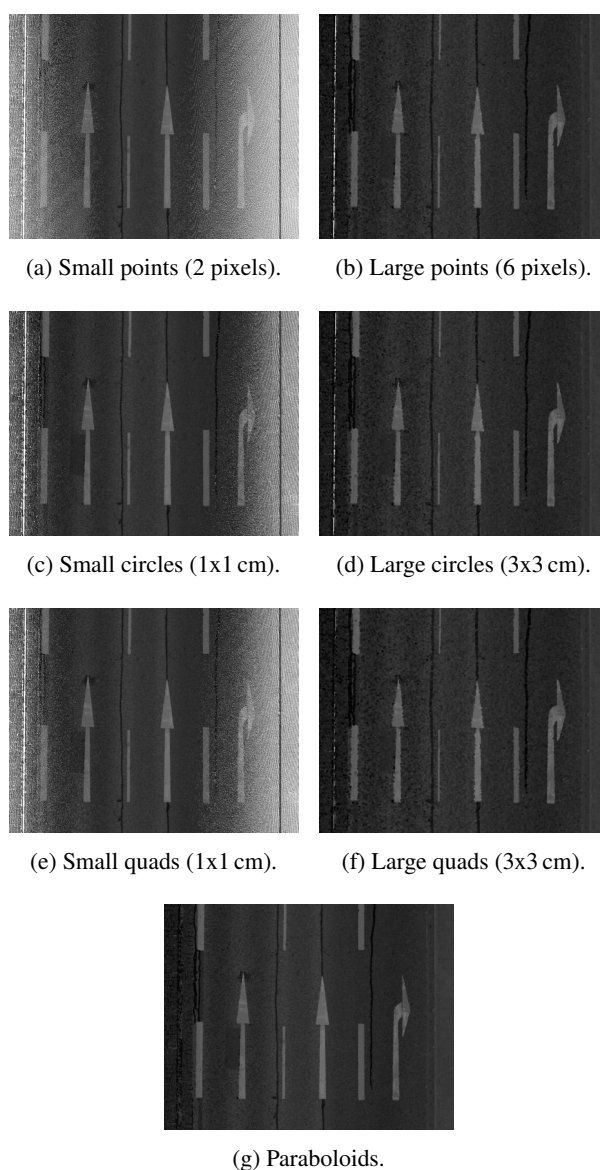 (a) Small points (2 pixels).
(b) Large points (6 pixels).
(c) Small circles (1x1 cm).
(d) Large circles (3x3 cm).
(e) Small quads (1x1 cm).
(f) Large quads (3x3 cm).
(g) Paraboloids.